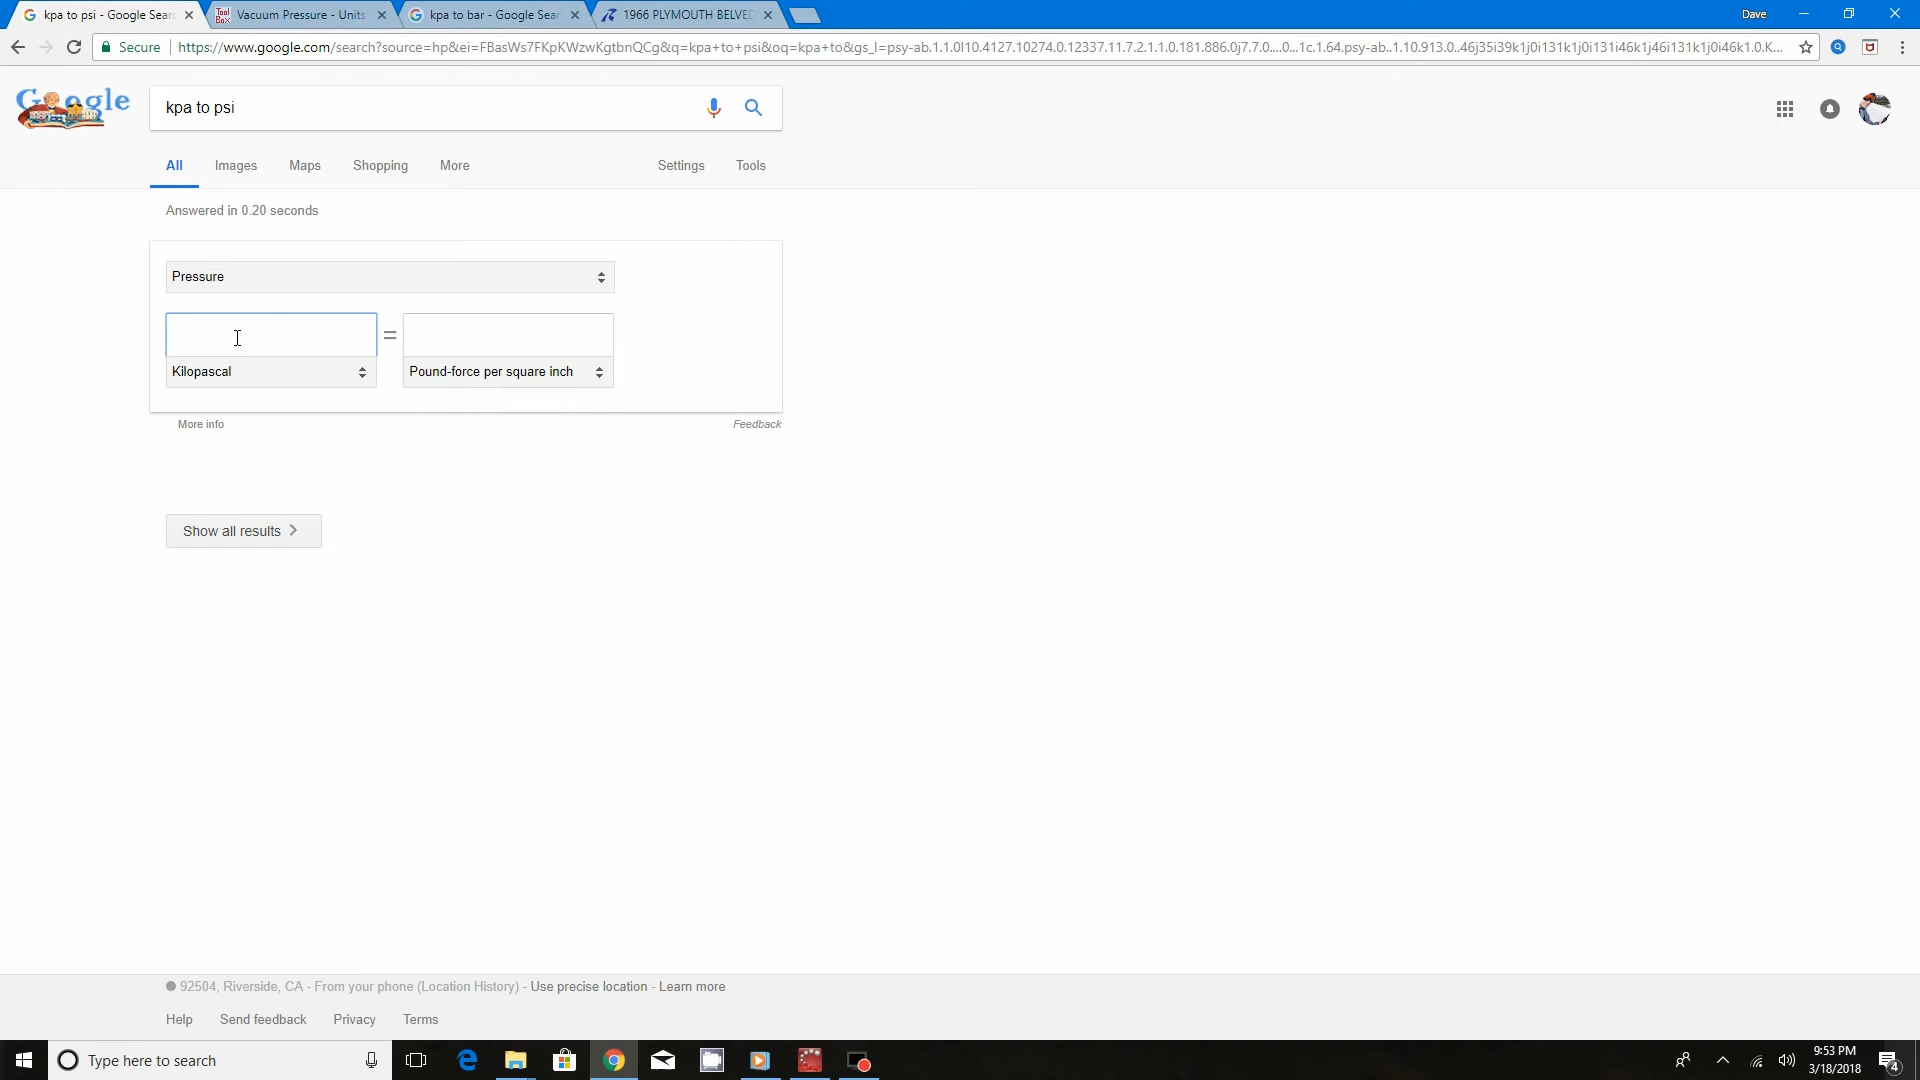 kpa to psi - Google Sear
Vacuum Pressure - Units
kpa to bar - Google Sear
1966 PLYMOUTH BELVED
Dave
Secure
https://www.google.com/search?source=hp&ei=FBasWs7FKpKWzwKgtbnQCg&q=kpa+to+psi&oq=kpa+to&gs_l=psy-ab.1.1.0l10.4127.10274.0.12337.11.7.2.1.1.0.181.886.0j7.7.0....0...1c.1.64.psy-ab..1.10.913.0..46j35i39k1j0i131k1j0i131i46k1j46i131k1j0i46k1.0.K...
Google
kpa to psi
All
Images
Maps
Shopping
More
Settings
Tools
Answered in 0.20 seconds
Pressure
=
Kilopascal
Pound-force per square inch
More info
Feedback
Show all results
92504, Riverside, CA - From your phone (Location History) - Use precise location - Learn more
Help
Send feedback
Privacy
Terms
Type here to search
9:53 PM
3/18/2018
4